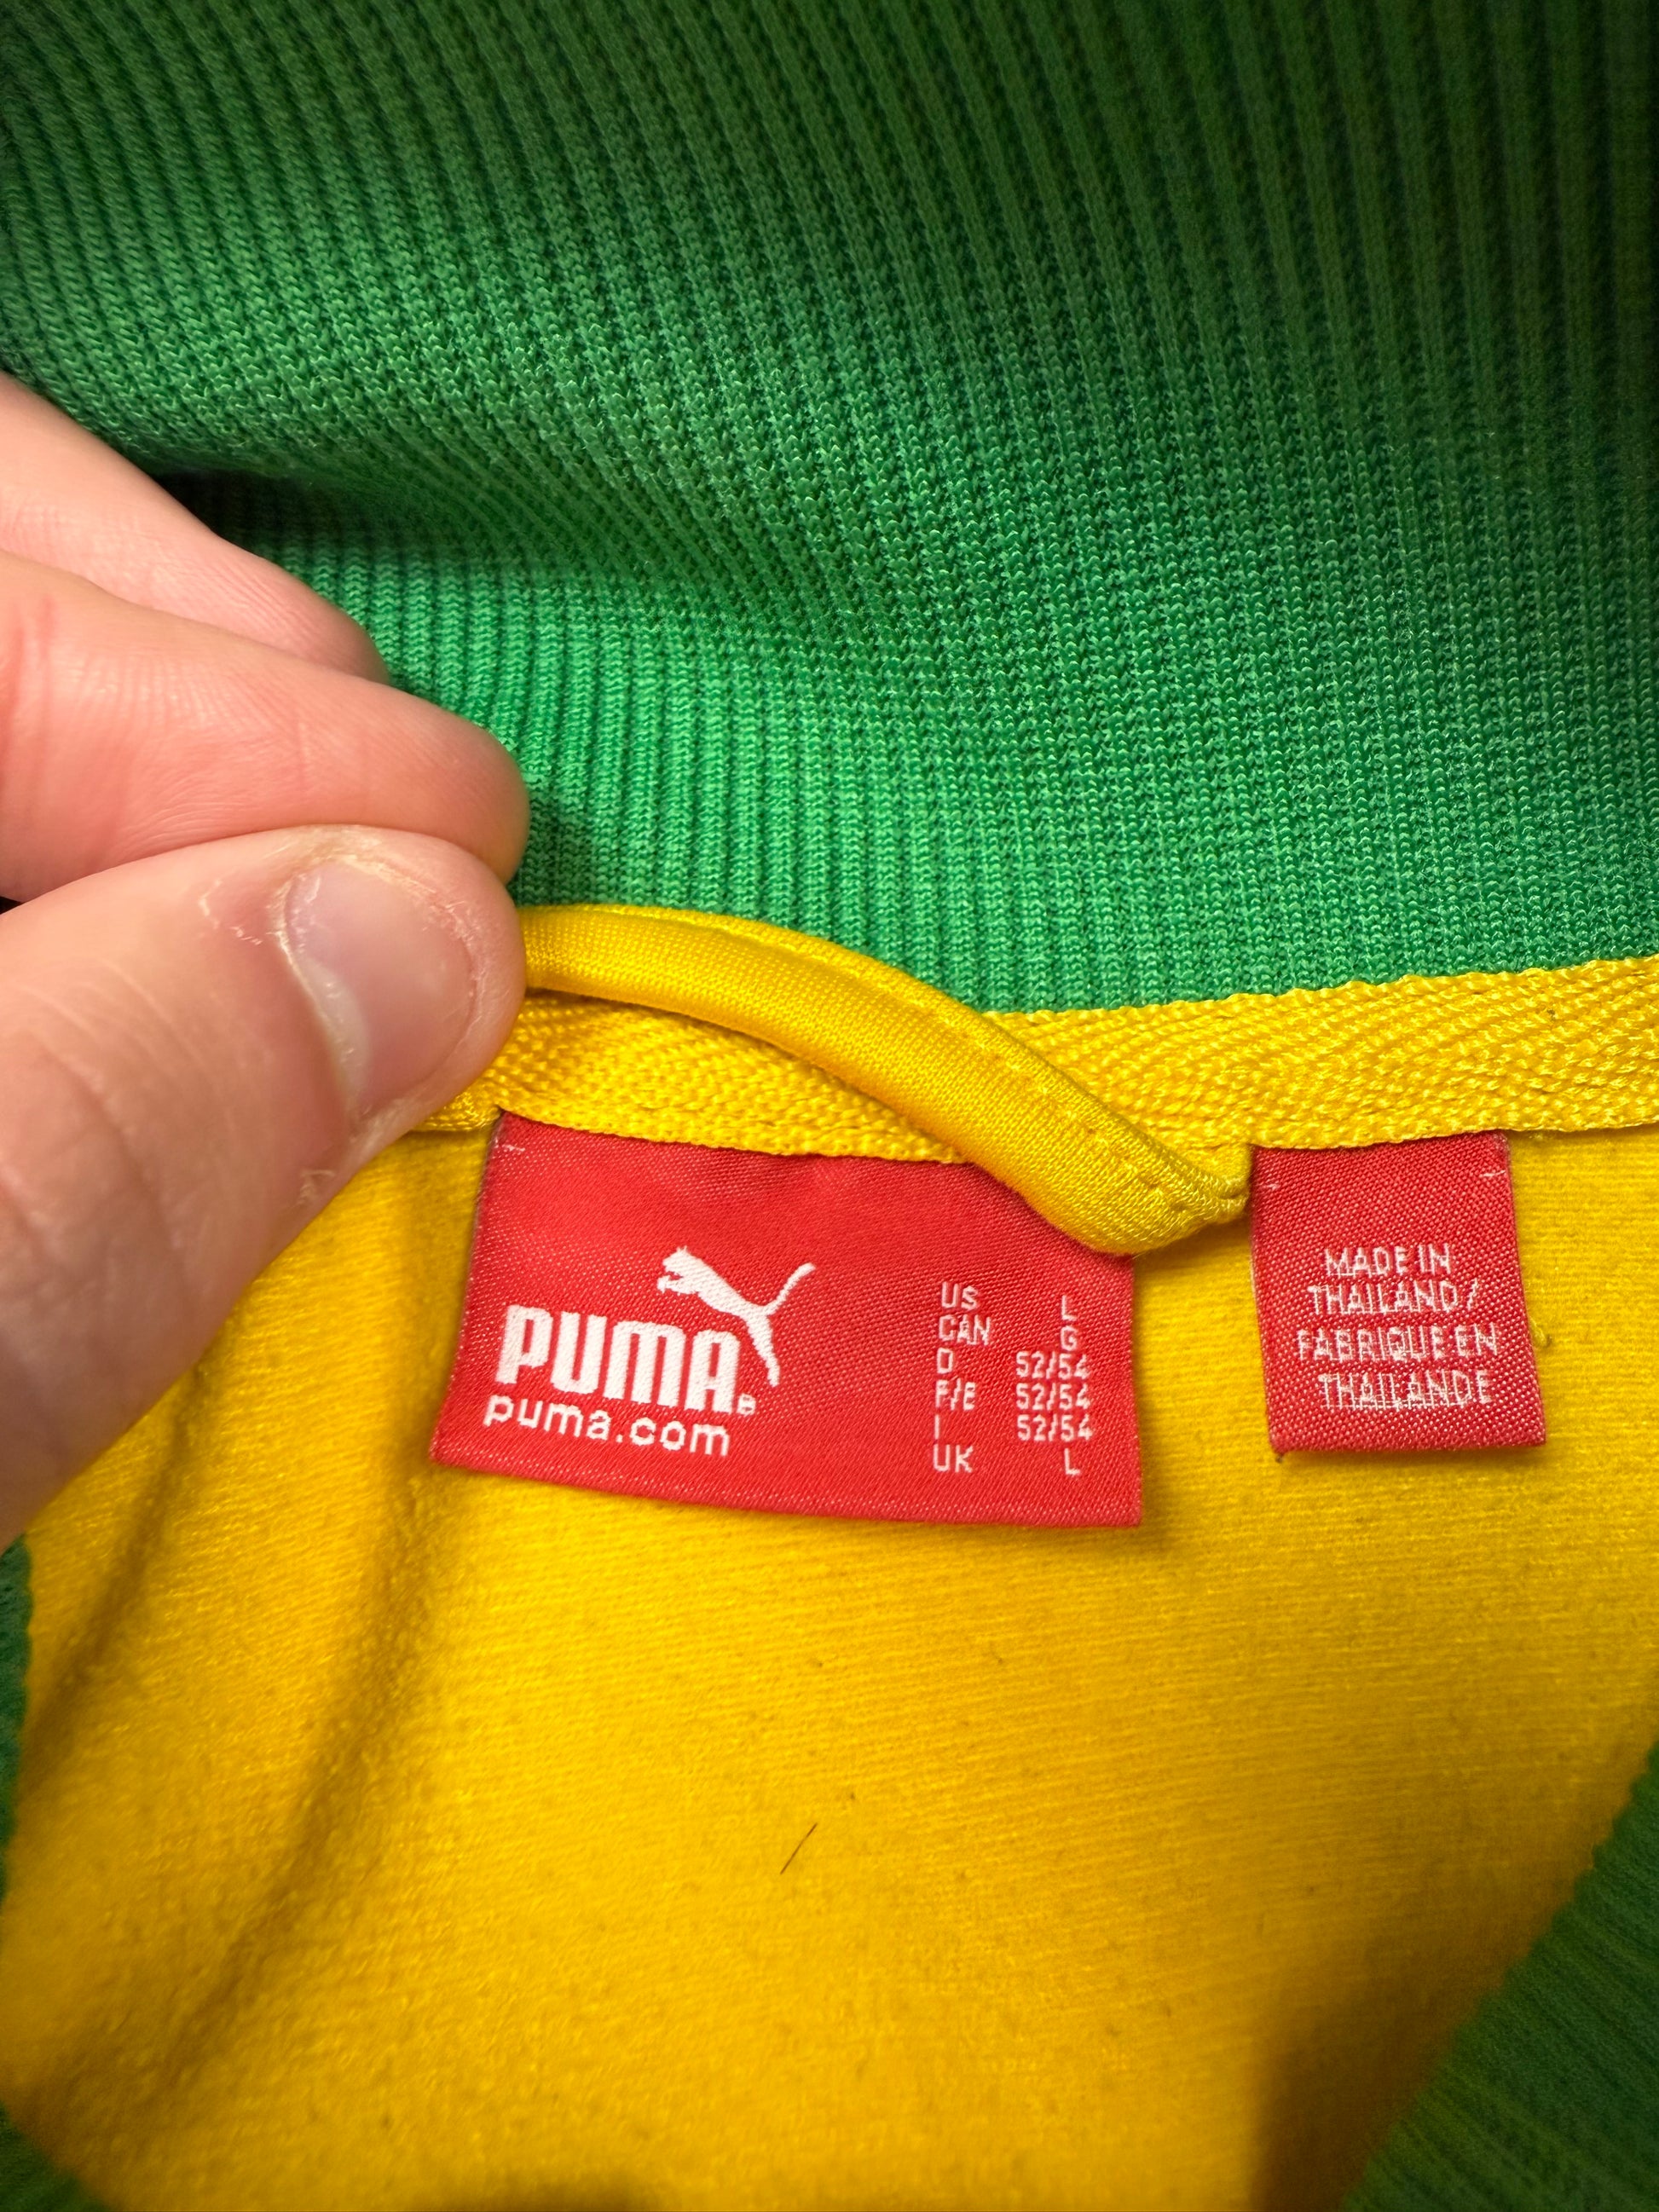 PUMA®
puma.com
US L
CAN G
D 52/54
F/E 52/54
I 52/54
UK L
MADE IN
THAILAND/
FABRIQUE EN
THAILANDE